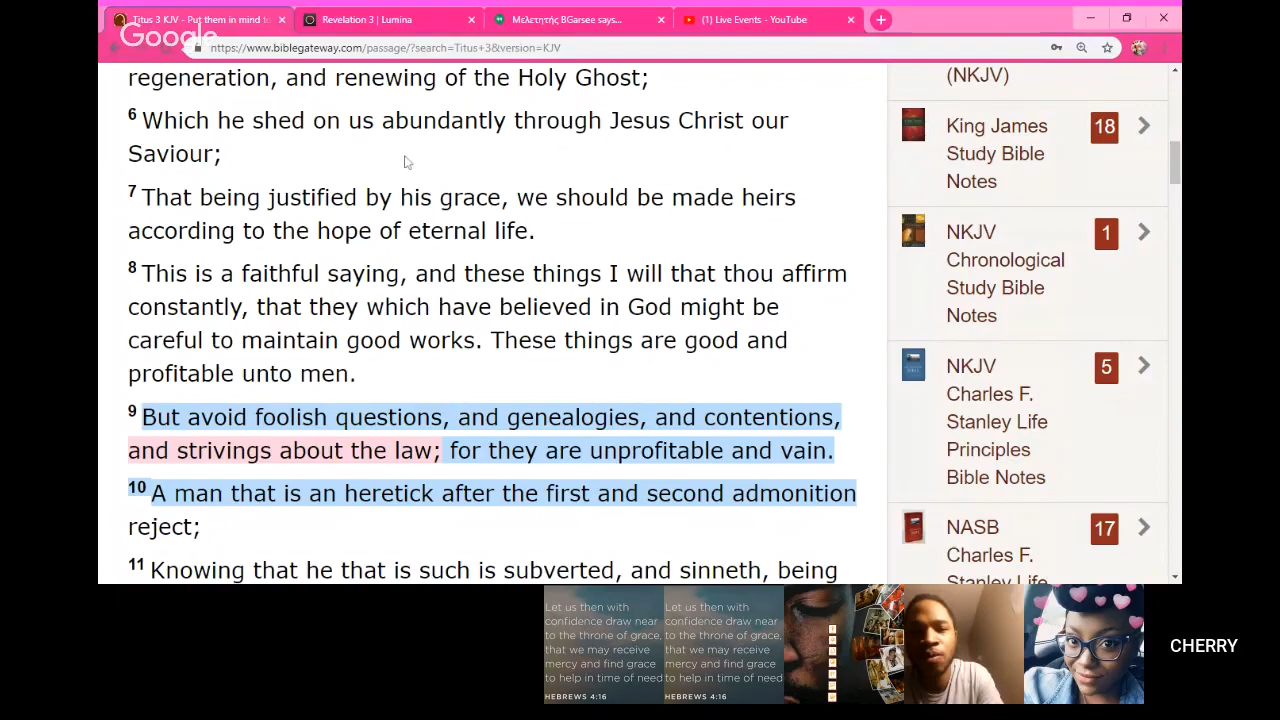 Titus 3 KJV - Put them in mind to
Revelation 3 | Lumina
Μελετητής BGarsee says...
(1) Live Events - YouTube
Google
https://www.biblegateway.com/passage/?search=Titus+3&version=KJV
regeneration, and renewing of the Holy Ghost;
6 Which he shed on us abundantly through Jesus Christ our
Saviour;
7 That being justified by his grace, we should be made heirs
according to the hope of eternal life.
8 This is a faithful saying, and these things I will that thou affirm
constantly, that they which have believed in God might be
careful to maintain good works. These things are good and
profitable unto men.
9 But avoid foolish questions, and genealogies, and contentions,
and strivings about the law; for they are unprofitable and vain.
10 A man that is an heretick after the first and second admonition
reject;
11 Knowing that he that is such is subverted, and sinneth, being
(NKJV)
King James
Study Bible
Notes
18
NKJV
Chronological
Study Bible
Notes
1
NKJV
Charles F.
Stanley Life
Principles
Bible Notes
5
NASB
Charles F.
Stanley Life
17
Let us then with
confidence draw near
to the throne of grace,
that we may receive
mercy and find grace
to help in time of need
HEBREWS 4:16
Let us then with
confidence draw near
to the throne of grace,
that we may receive
mercy and find grace
to help in time of need
HEBREWS 4:16
CHERRY